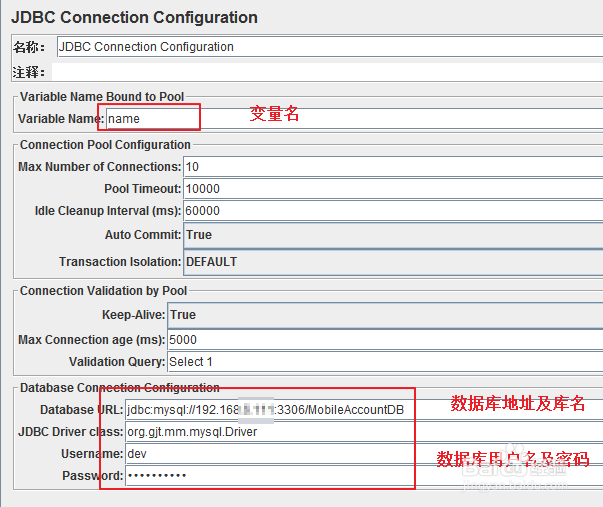 JDBC Connection Configuration
名称: JDBC Connection Configuration
注释:
Variable Name Bound to Pool
Variable Name: name 变量名
Connection Pool Configuration
Max Number of Connections: 10
Pool Timeout: 10000
Idle Cleanup Interval (ms): 60000
Auto Commit: True
Transaction Isolation: DEFAULT
Connection Validation by Pool
Keep-Alive: True
Max Connection age (ms): 5000
Validation Query: Select 1
Database Connection Configuration
Database URL: jdbc:mysql://192.168 :3306/MobileAccountDB 数据库地址及库名
JDBC Driver class: org.gjt.mm.mysql.Driver
Username: dev 数据库用户名及密码
Password: ••••••••••